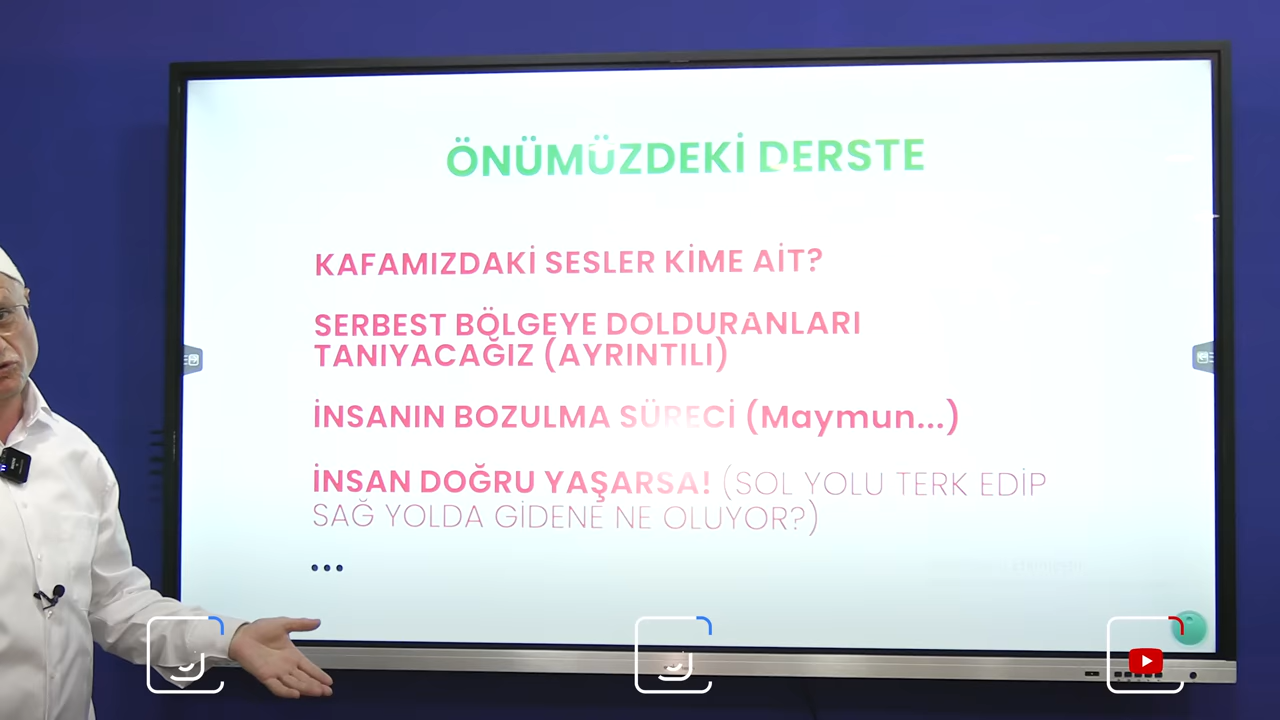 ÖNÜMÜZDEKİ DERSTE
KAFAMIZDAKİ SESLER KİME AİT?
SERBEST BÖLGEYE DOLDURANLARI
TANIYACAĞIZ (AYRINTILI)
İNSANIN BOZULMA SÜRECİ (Maymun...)
İNSAN DOĞRU YAŞARSA! (SOL YOLU TERK EDİP
SAĞ YOLDA GİDENE NE OLUYOR?)
...